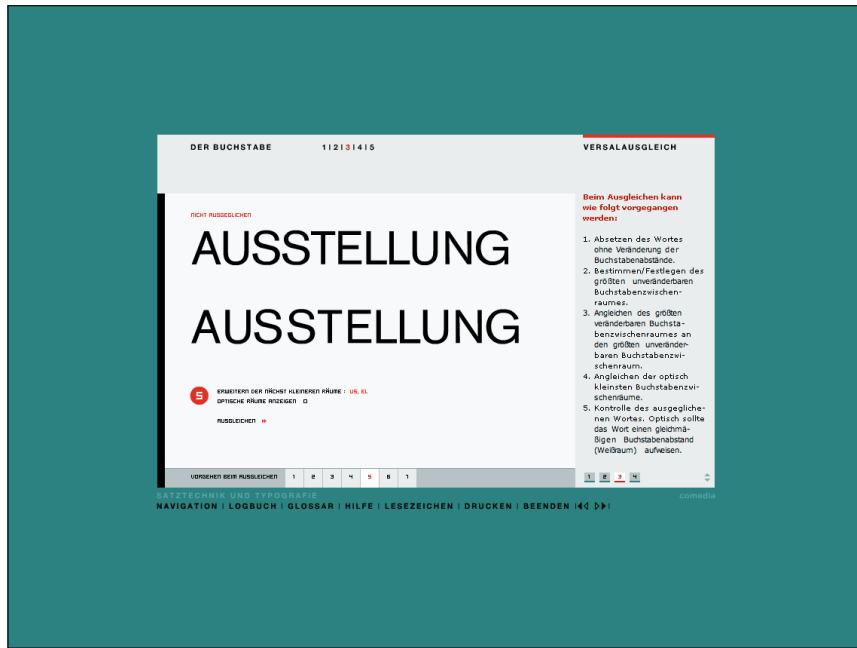 DER BUCHSTABE 1|2|3|4|5 VERSALAUSGLEICH
NICHT AUSGEGLICHEN
AUSSTELLUNG
AUSSTELLUNG
5 ERWEITERN DER NÄCHST KLEINEREN RÄUME : US, EL
OPTISCHE RÄUME ANZEIGEN
AUSGLEICHEN
VORGEHEN BEIM AUSGLEICHEN 1 2 3 4 5 6 7
Beim Ausgleichen kann
wie folgt vorgegangen
werden:
1. Absetzen des Wortes
ohne Veränderung der
Buchstabenabstände.
2. Bestimmen/Festlegen des
größten unveränderbaren
Buchstabenzwischen-
raumes.
3. Angleichen des größten
veränderbaren Buchsta-
benzwischenraumes an
den größten unveränder-
baren Buchstabenzwi-
schenraum.
4. Angleichen der optisch
kleinsten Buchstabenzwi-
schenräume.
5. Kontrolle des ausgegliche-
nen Wortes. Optisch sollte
das Wort einen gleichmä-
ßigen Buchstabenabstand
(Weißraum) aufweisen.
1 2 3 4
SATZTECHNIK UND TYPOGRAFIE comedia
NAVIGATION | LOGBUCH | GLOSSAR | HILFE | LESEZEICHEN | DRUCKEN | BEENDEN